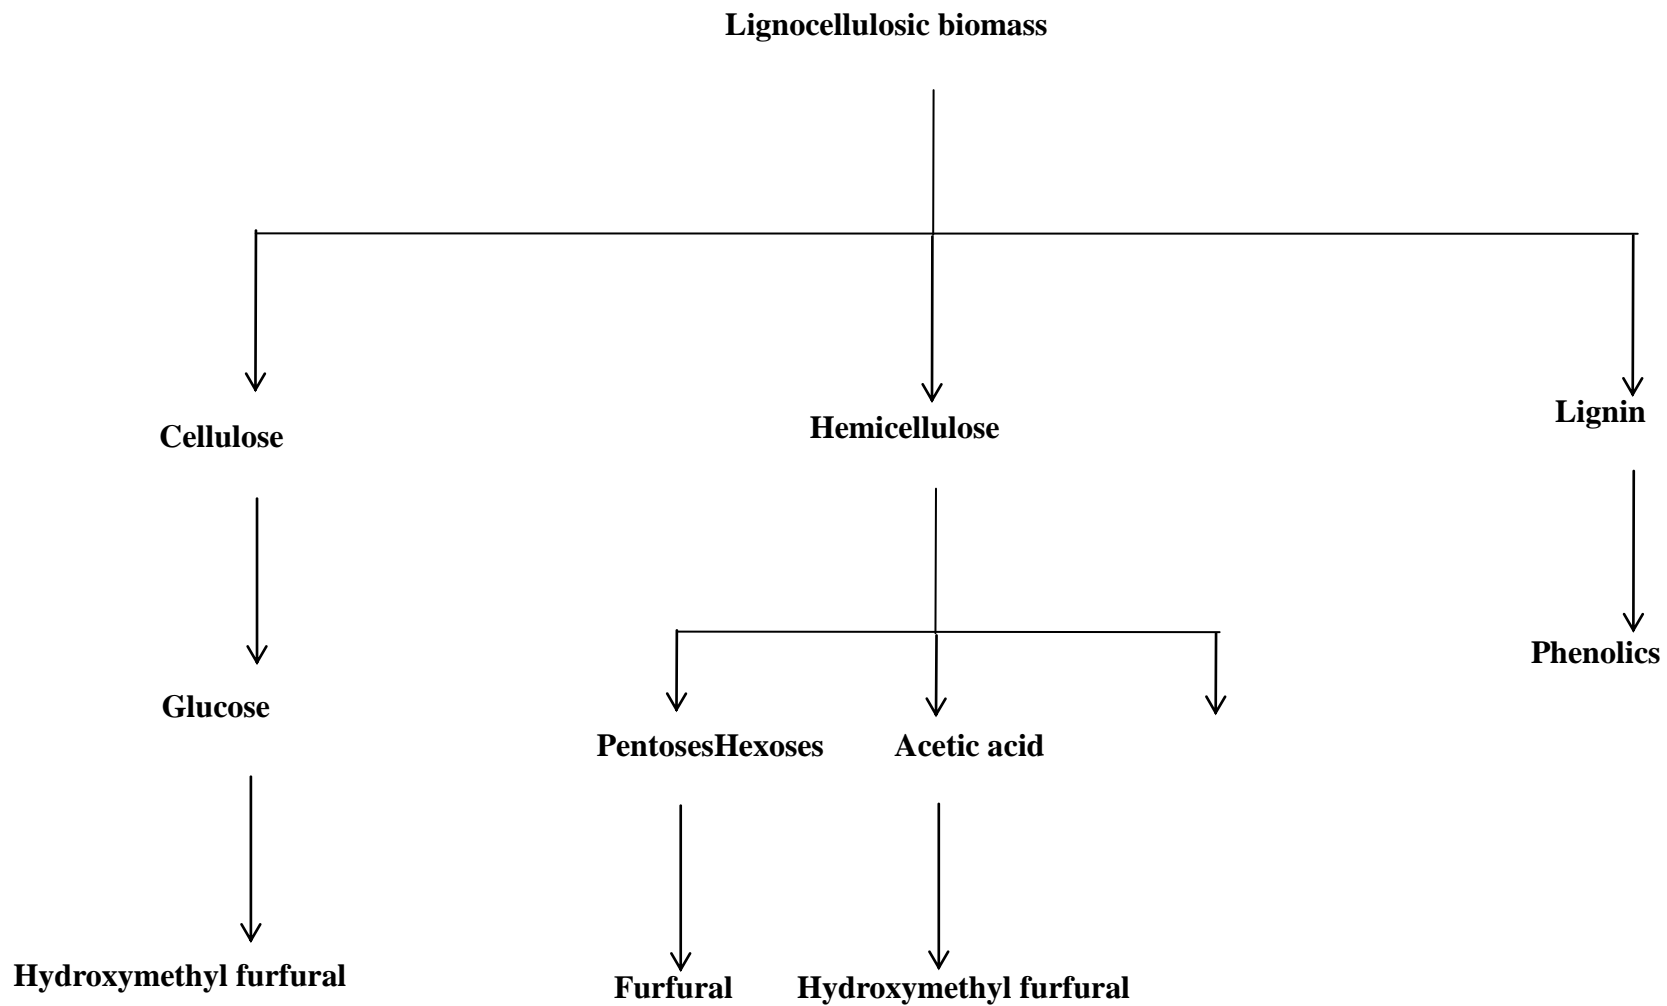 Lignocellulosic biomass
Cellulose
Hemicellulose
Lignin
Glucose
PentosesHexoses
Acetic acid
Phenolics
Hydroxymethyl furfural
Furfural
Hydroxymethyl furfural